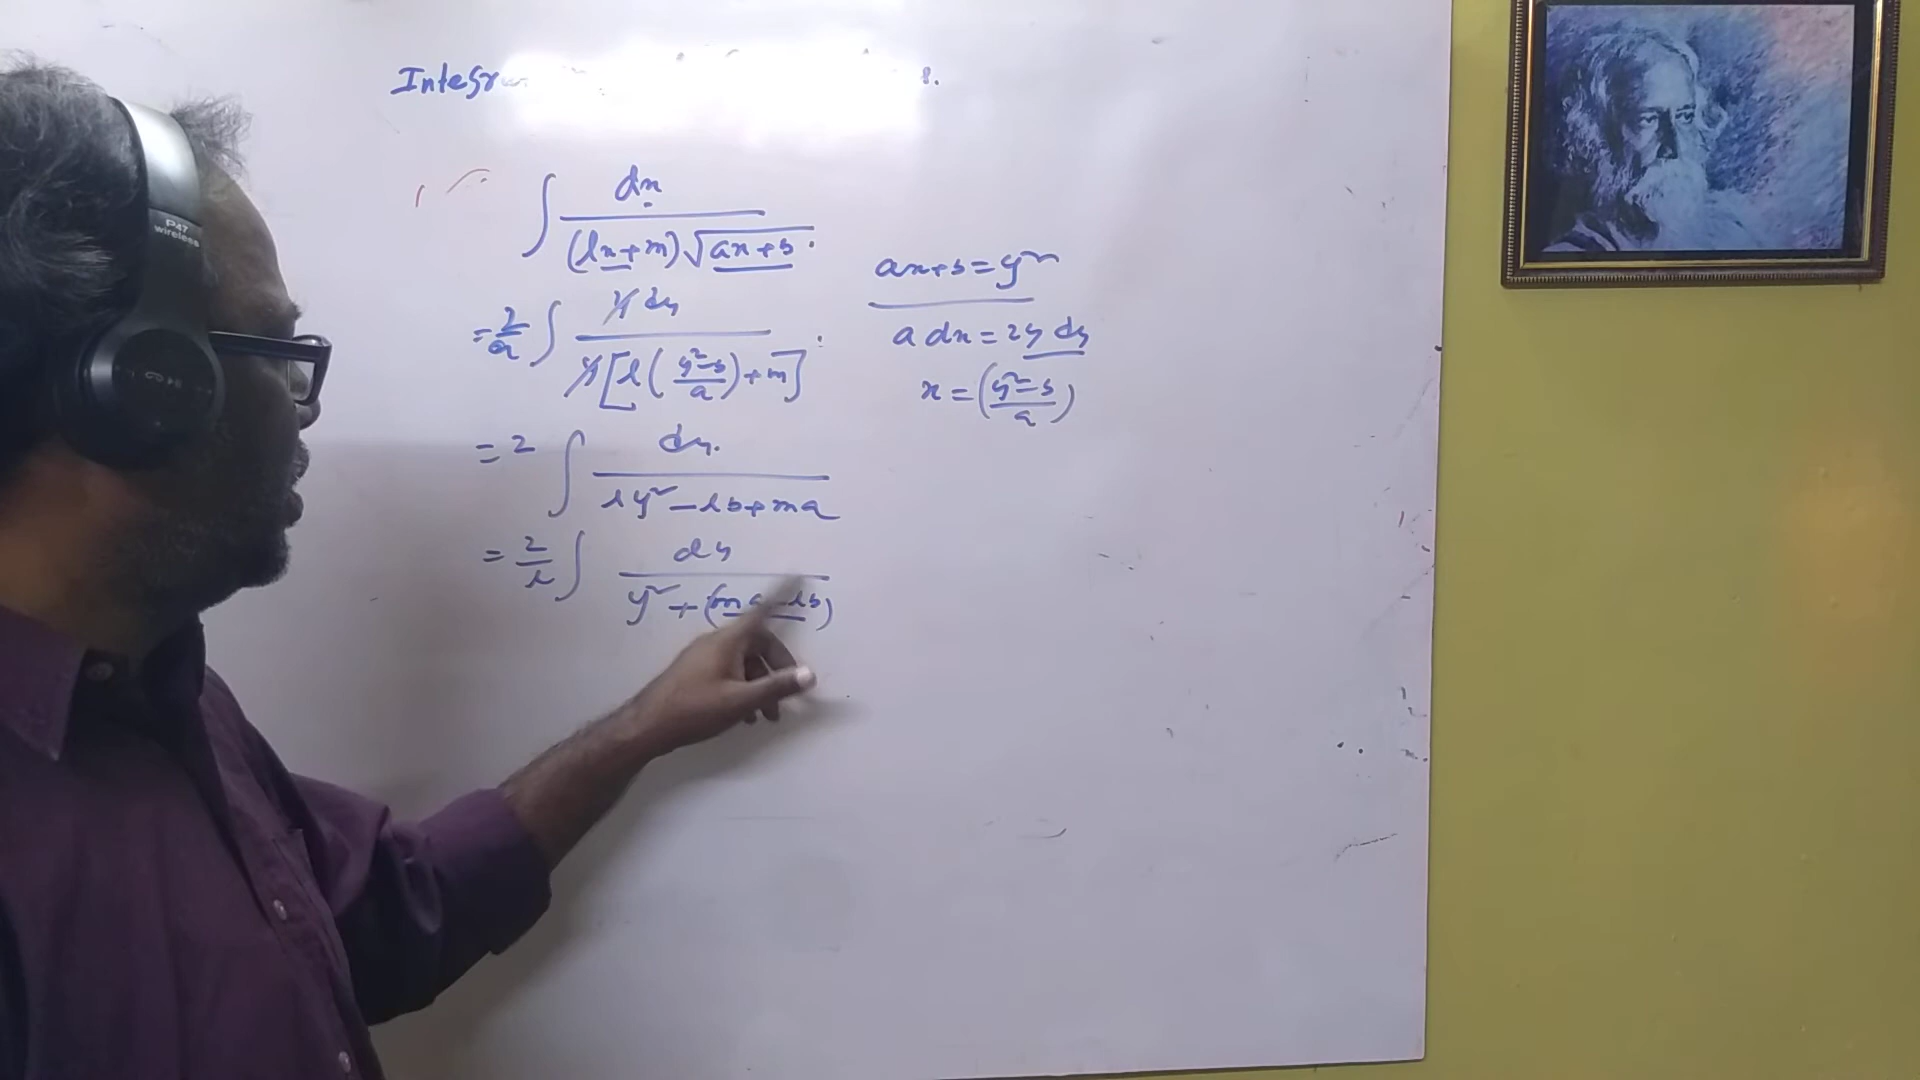 Integr
∫ dx / (lx+m)√(ax+b) .
= 2/a ∫ y dy / y[l((y²-b)/a)+m] .
= 2 ∫ dy. / ly²-lb+ma
= 2/l ∫ dy / y²+(ma-lb)
ax+b=y²
a dx = 2y dy
x = ((y²-b)/a)
P47
wireless